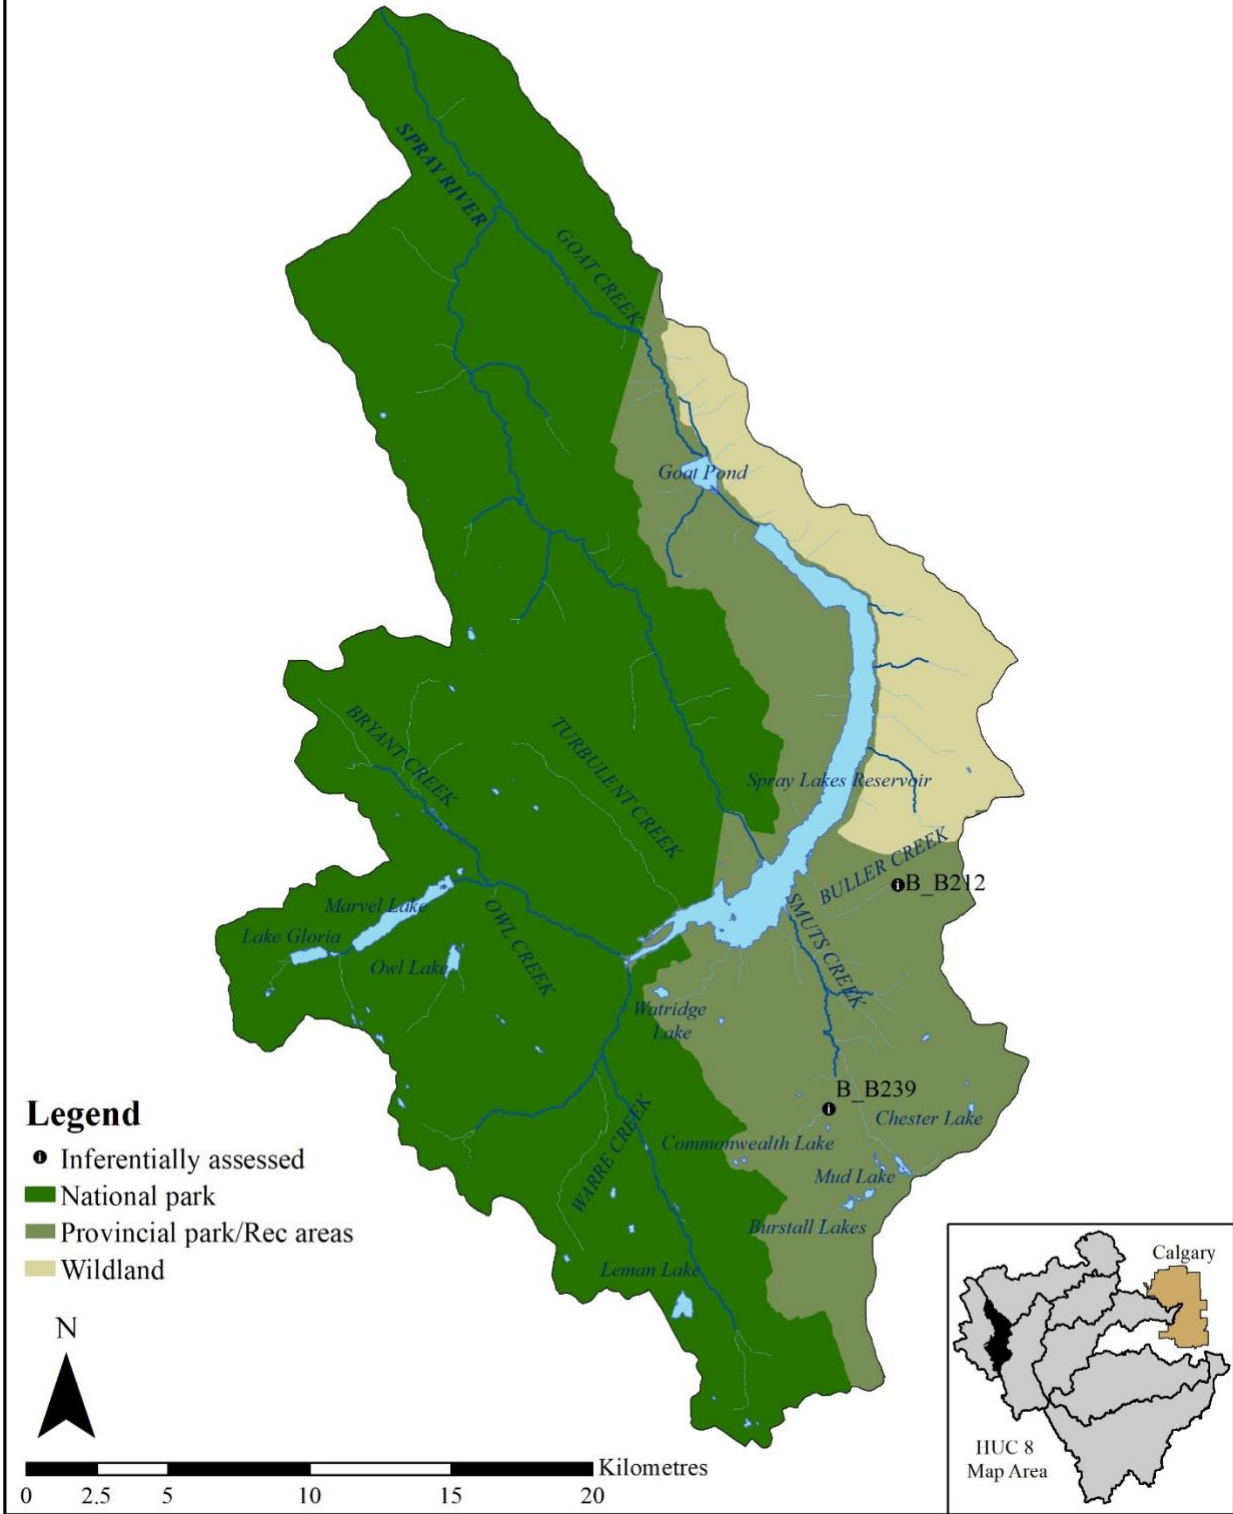 SPRAY RIVER
GOAT CREEK
Goat Pond
BRYANT CREEK
TURBULENT CREEK
Spray Lakes Reservoir
BULLER CREEK
B_B212
Marvel Lake
OWL CREEK
SMUTS CREEK
Lake Gloria
Owl Lake
Watridge
Lake
B_B239
Chester Lake
WARRE CREEK
Commonwealth Lake
Mud Lake
Burstall Lakes
Leman Lake
Legend
i Inferentially assessed
National park
Provincial park/Rec areas
Wildland
N
Kilometres
0 2.5 5 10 15 20
Calgary
HUC 8
Map Area